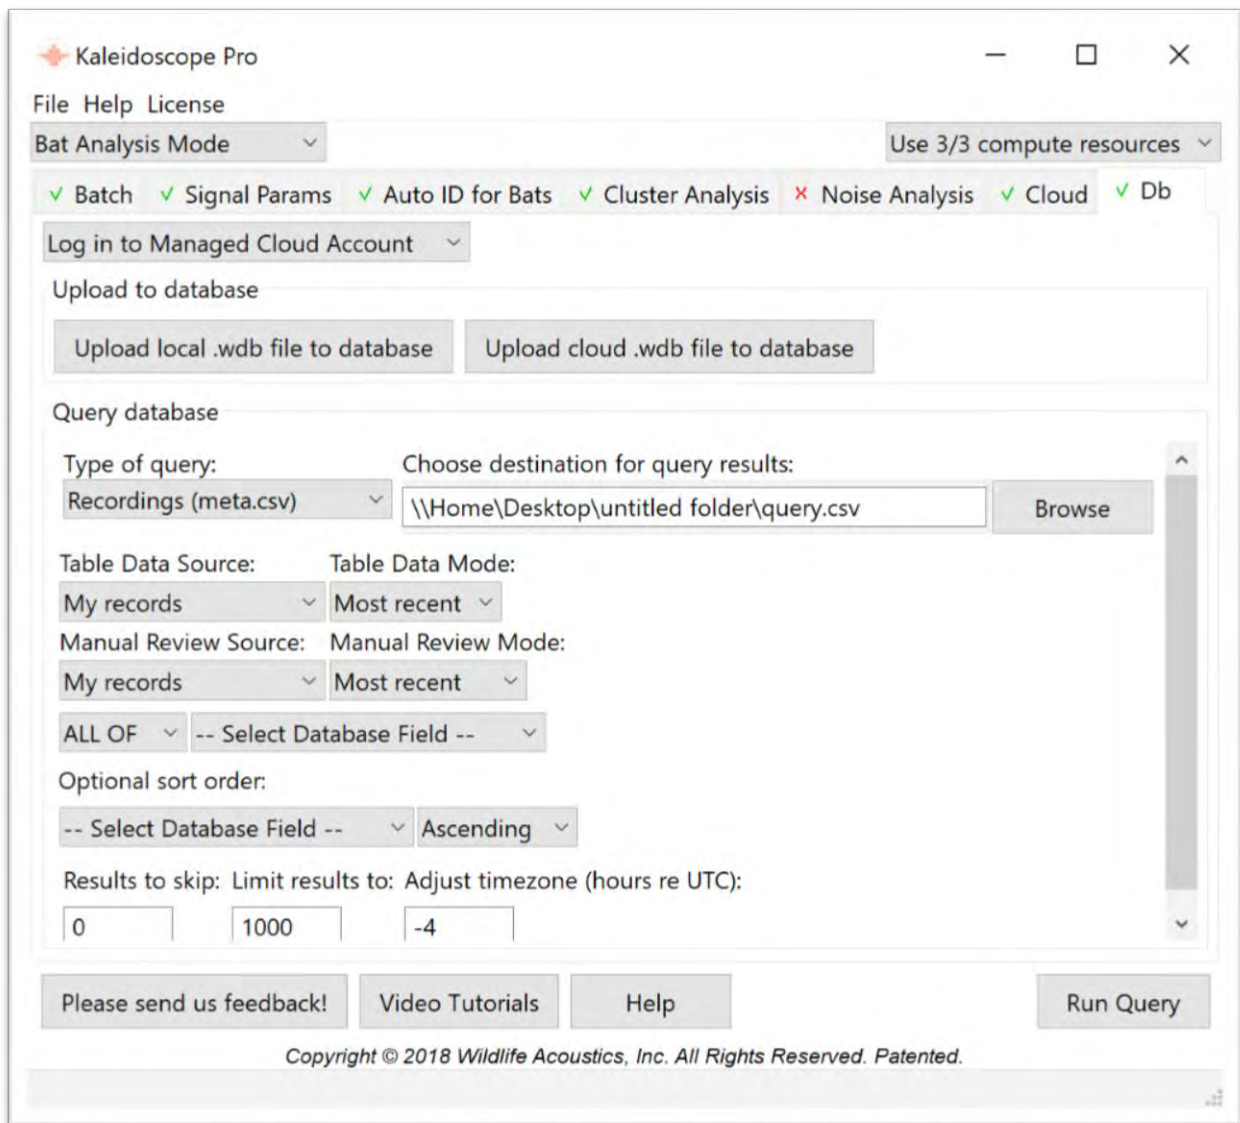 Kaleidoscope Pro
File Help License
Bat Analysis Mode Use 3/3 compute resources
Batch Signal Params Auto ID for Bats Cluster Analysis Noise Analysis Cloud Db
Log in to Managed Cloud Account
Upload to database
Upload local .wdb file to database Upload cloud .wdb file to database
Query database
Type of query: Choose destination for query results:
Recordings (meta.csv) \\Home\Desktop\untitled folder\query.csv Browse
Table Data Source: Table Data Mode:
My records Most recent
Manual Review Source: Manual Review Mode:
My records Most recent
ALL OF -- Select Database Field --
Optional sort order:
-- Select Database Field -- Ascending
Results to skip: Limit results to: Adjust timezone (hours re UTC):
0 1000 -4
Please send us feedback! Video Tutorials Help Run Query
Copyright © 2018 Wildlife Acoustics, Inc. All Rights Reserved. Patented.